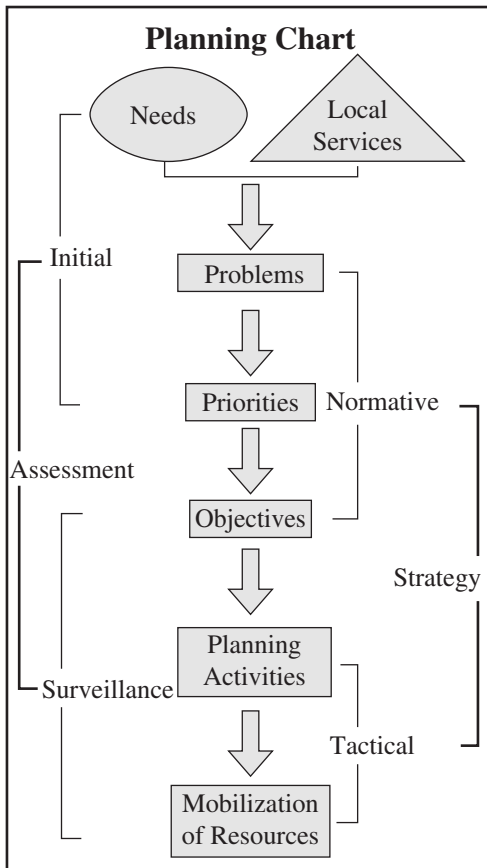 Planning Chart
Needs
Local
Services
Initial
Problems
Priorities
Normative
Assessment
Objectives
Strategy
Planning
Activities
Surveillance
Tactical
Mobilization
of Resources